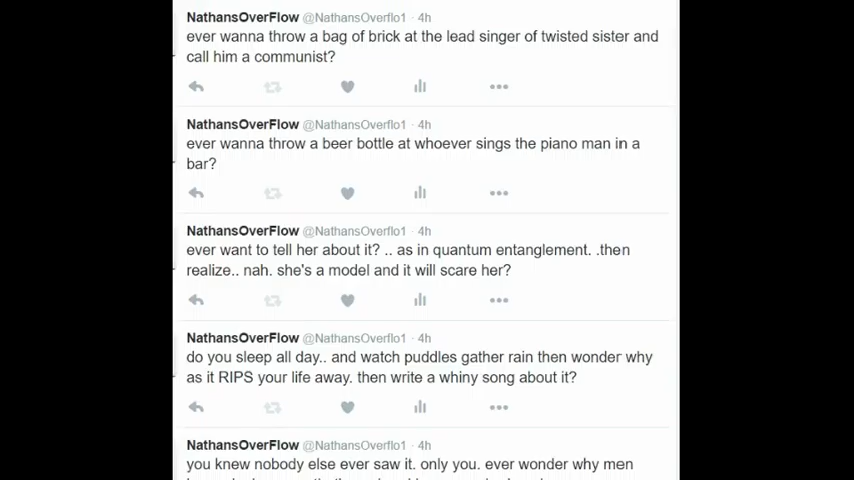 NathansOverFlow @NathansOverflo1 · 4h
ever wanna throw a bag of brick at the lead singer of twisted sister and
call him a communist?
NathansOverFlow @NathansOverflo1 · 4h
ever wanna throw a beer bottle at whoever sings the piano man in a
bar?
NathansOverFlow @NathansOverflo1 · 4h
ever want to tell her about it? .. as in quantum entanglement. .then
realize.. nah. she's a model and it will scare her?
NathansOverFlow @NathansOverflo1 · 4h
do you sleep all day.. and watch puddles gather rain then wonder why
as it RIPS your life away. then write a whiny song about it?
NathansOverFlow @NathansOverflo1 · 4h
you knew nobody else ever saw it. only you. ever wonder why men